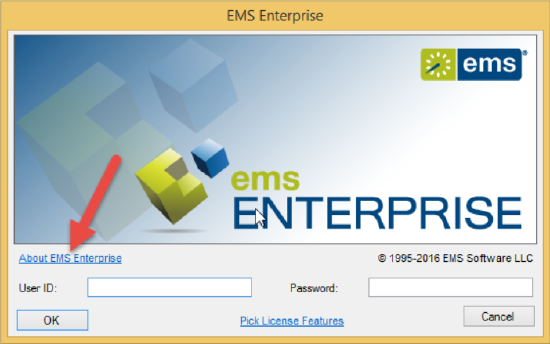 EMS Enterprise
ems
ems
ENTERPRISE
About EMS Enterprise
© 1995-2016 EMS Software LLC
User ID:
Password:
OK
Pick License Features
Cancel